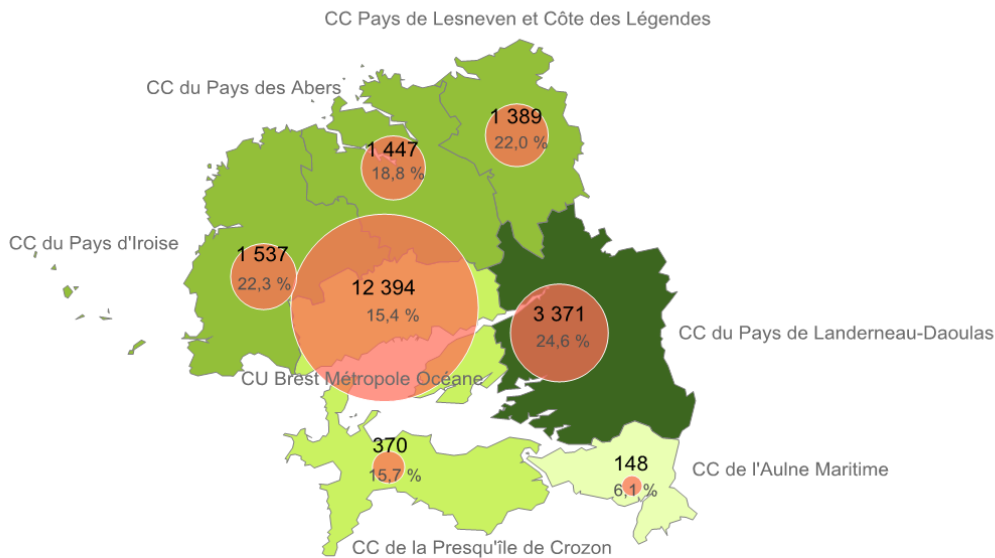 CC Pays de Lesneven et Côte des Légendes
CC du Pays des Abers
1 389
22,0 %
1 447
18,8 %
CC du Pays d'Iroise
1 537
22,3 %
12 394
15,4 %
3 371
24,6 %
CC du Pays de Landerneau-Daoulas
CU Brest Métropole Océane
370
15,7 %
148
6,1 %
CC de l'Aulne Maritime
CC de la Presqu'île de Crozon